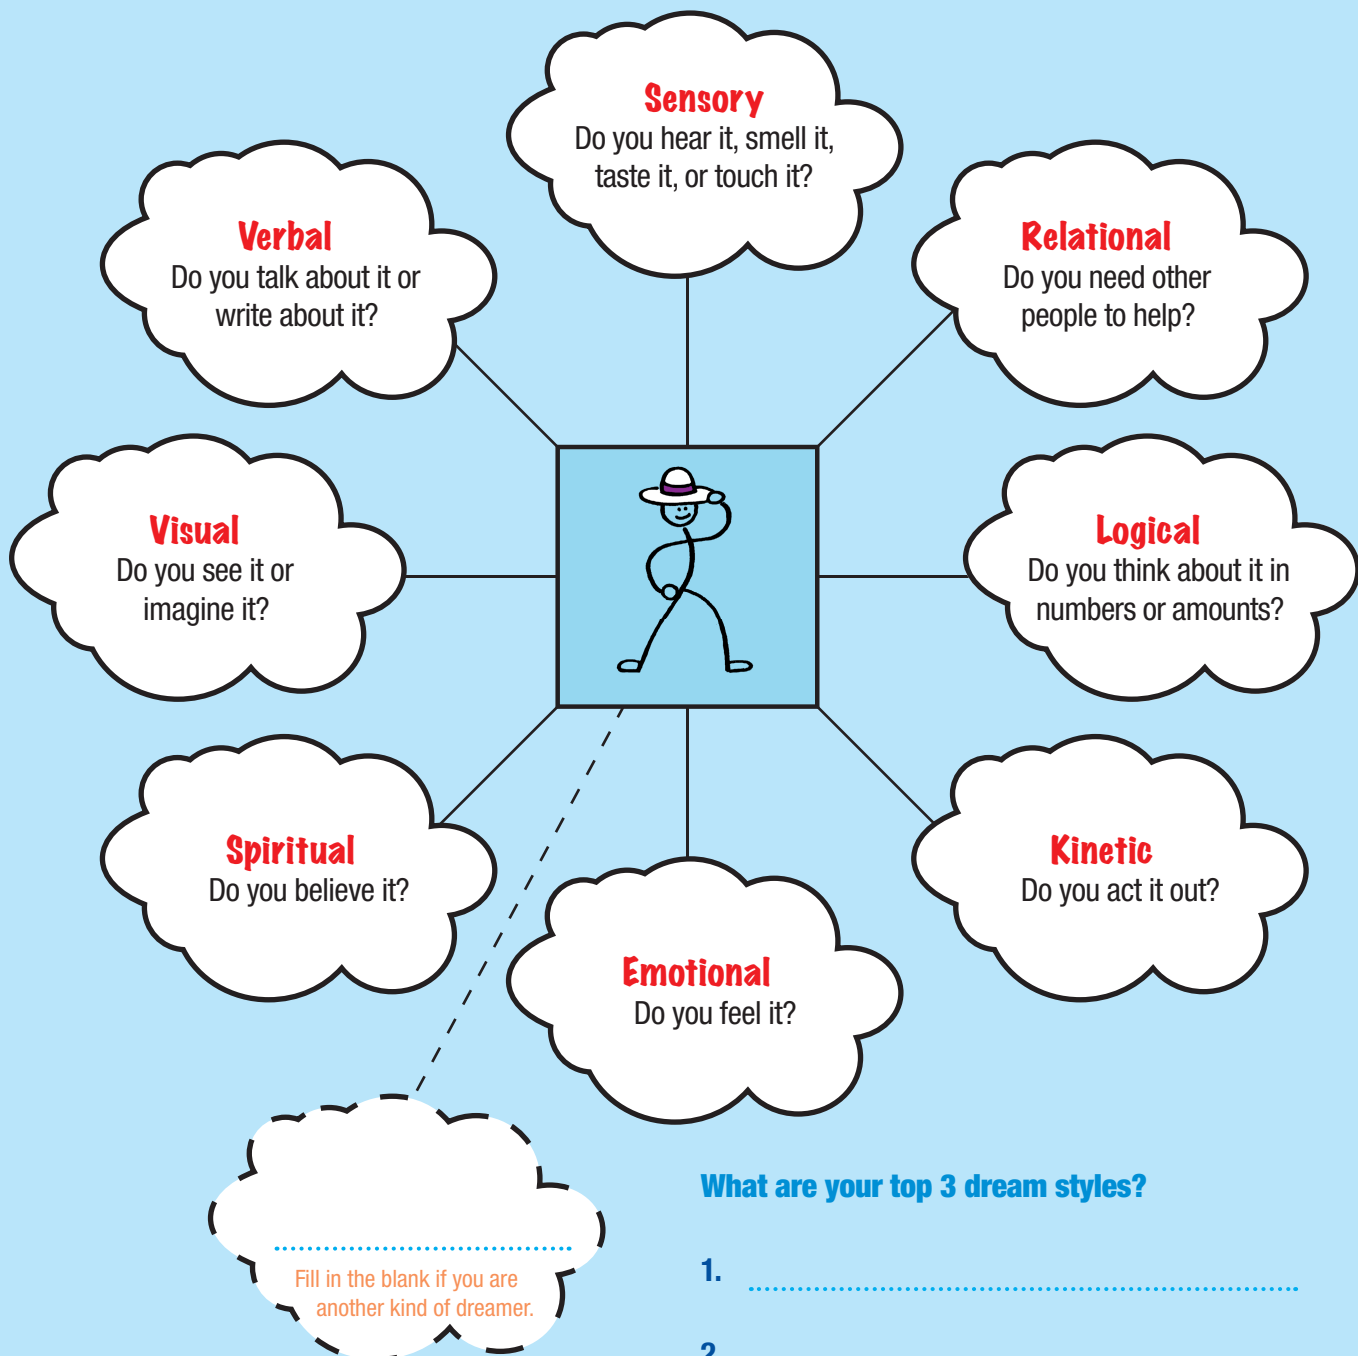 Sensory
Do you hear it, smell it,
taste it, or touch it?
Verbal
Do you talk about it or
write about it?
Relational
Do you need other
people to help?
Visual
Do you see it or
imagine it?
Logical
Do you think about it in
numbers or amounts?
Spiritual
Do you believe it?
Kinetic
Do you act it out?
Emotional
Do you feel it?
Fill in the blank if you are
another kind of dreamer.
What are your top 3 dream styles?
1.
2